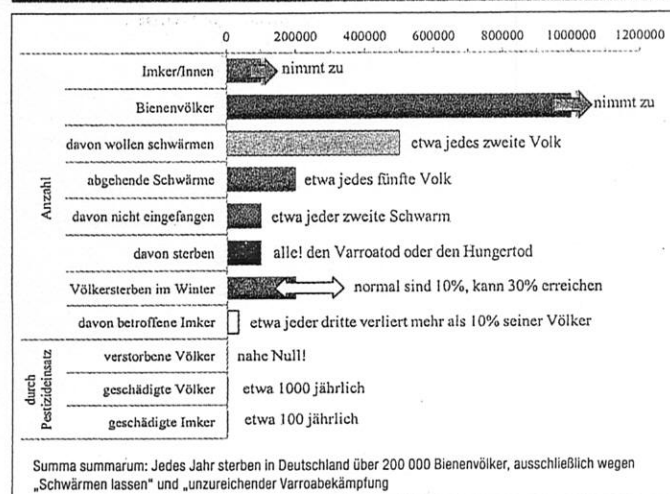 0 200000 400000 600000 800000 1000000 1200000
Anzahl
Imker/Innen nimmt zu
Bienenvölker nimmt zu
davon wollen schwärmen etwa jedes zweite Volk
abgehende Schwärme etwa jedes fünfte Volk
davon nicht eingefangen etwa jeder zweite Schwarm
davon sterben alle! den Varroatod oder den Hungertod
Völkersterben im Winter normal sind 10%, kann 30% erreichen
davon betroffene Imker etwa jeder dritte verliert mehr als 10% seiner Völker
durch
Pestizideinsatz
verstorbene Völker nahe Null!
geschädigte Völker etwa 1000 jährlich
geschädigte Imker etwa 100 jährlich
Summa summarum: Jedes Jahr sterben in Deutschland über 200 000 Bienenvölker, ausschließlich wegen
„Schwärmen lassen“ und „unzureichender Varroabekämpfung